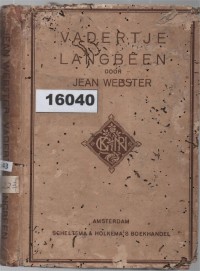 VADERTJE
LANGBEEN
DOOR
JEAN WEBSTER
16040
AMSTERDAM
SCHELTEMA & HOLKEMA'S BOEKHANDEL